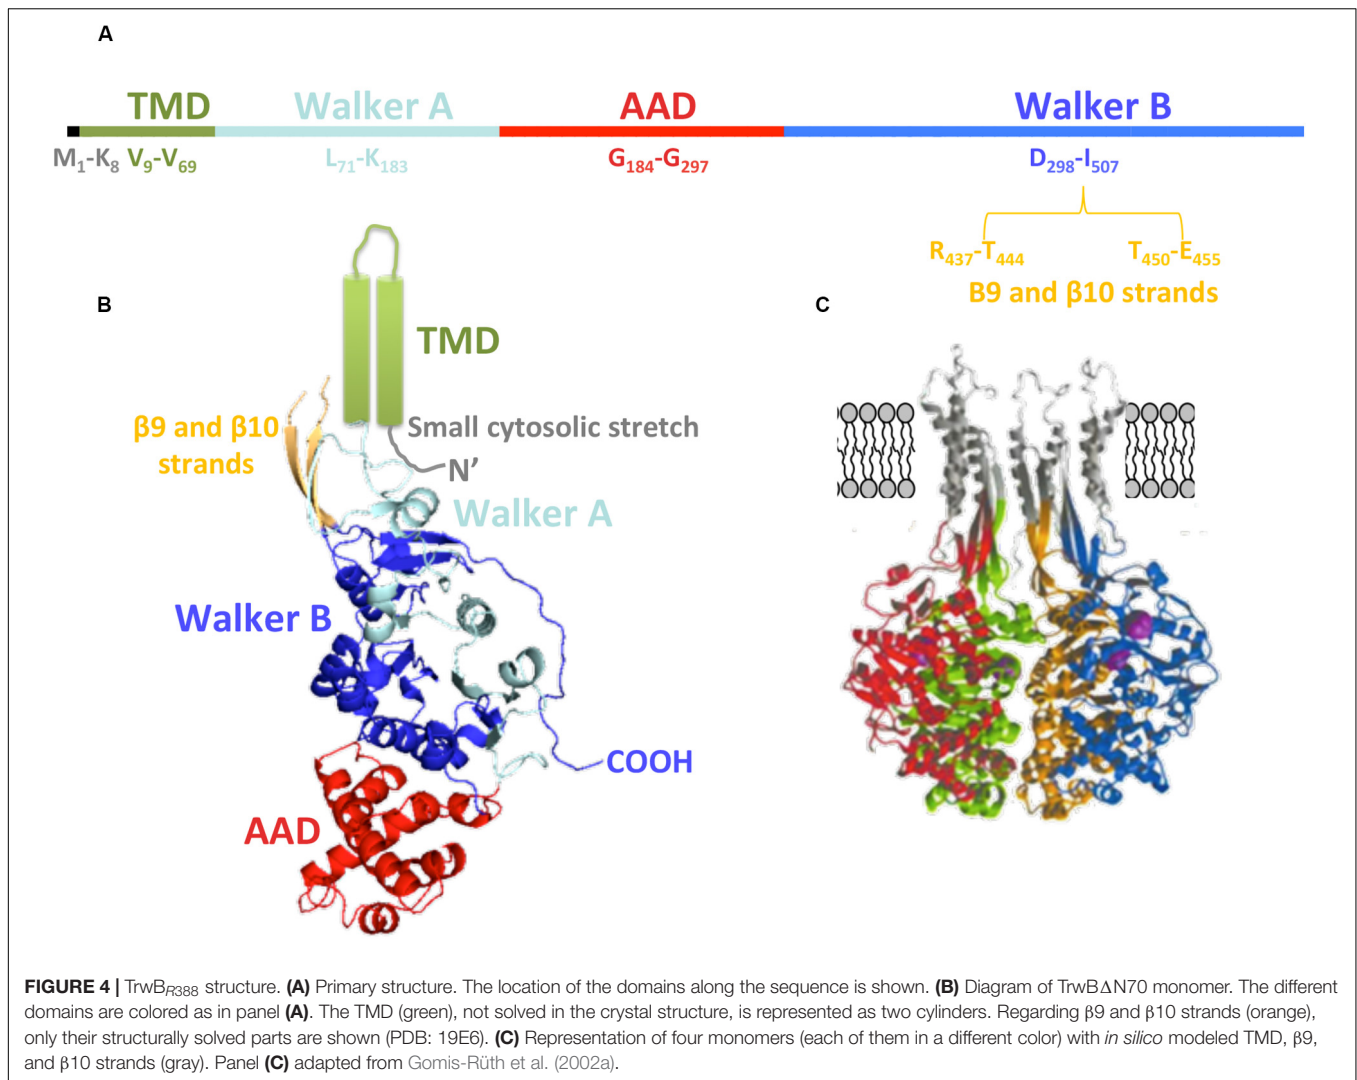 A
TMD Walker A AAD Walker B
M1-K8 V9-V69 L71-K183 G184-G297 D298-I507
R437-T444 T450-E455
B9 and β10 strands
B
C
TMD
β9 and β10
strands
Small cytosolic stretch
N’
Walker A
Walker B
COOH
AAD
FIGURE 4 | TrwBR388 structure. (A) Primary structure. The location of the domains along the sequence is shown. (B) Diagram of TrwBΔN70 monomer. The different
domains are colored as in panel (A). The TMD (green), not solved in the crystal structure, is represented as two cylinders. Regarding β9 and β10 strands (orange),
only their structurally solved parts are shown (PDB: 19E6). (C) Representation of four monomers (each of them in a different color) with in silico modeled TMD, β9,
and β10 strands (gray). Panel (C) adapted from Gomis-Rüth et al. (2002a).